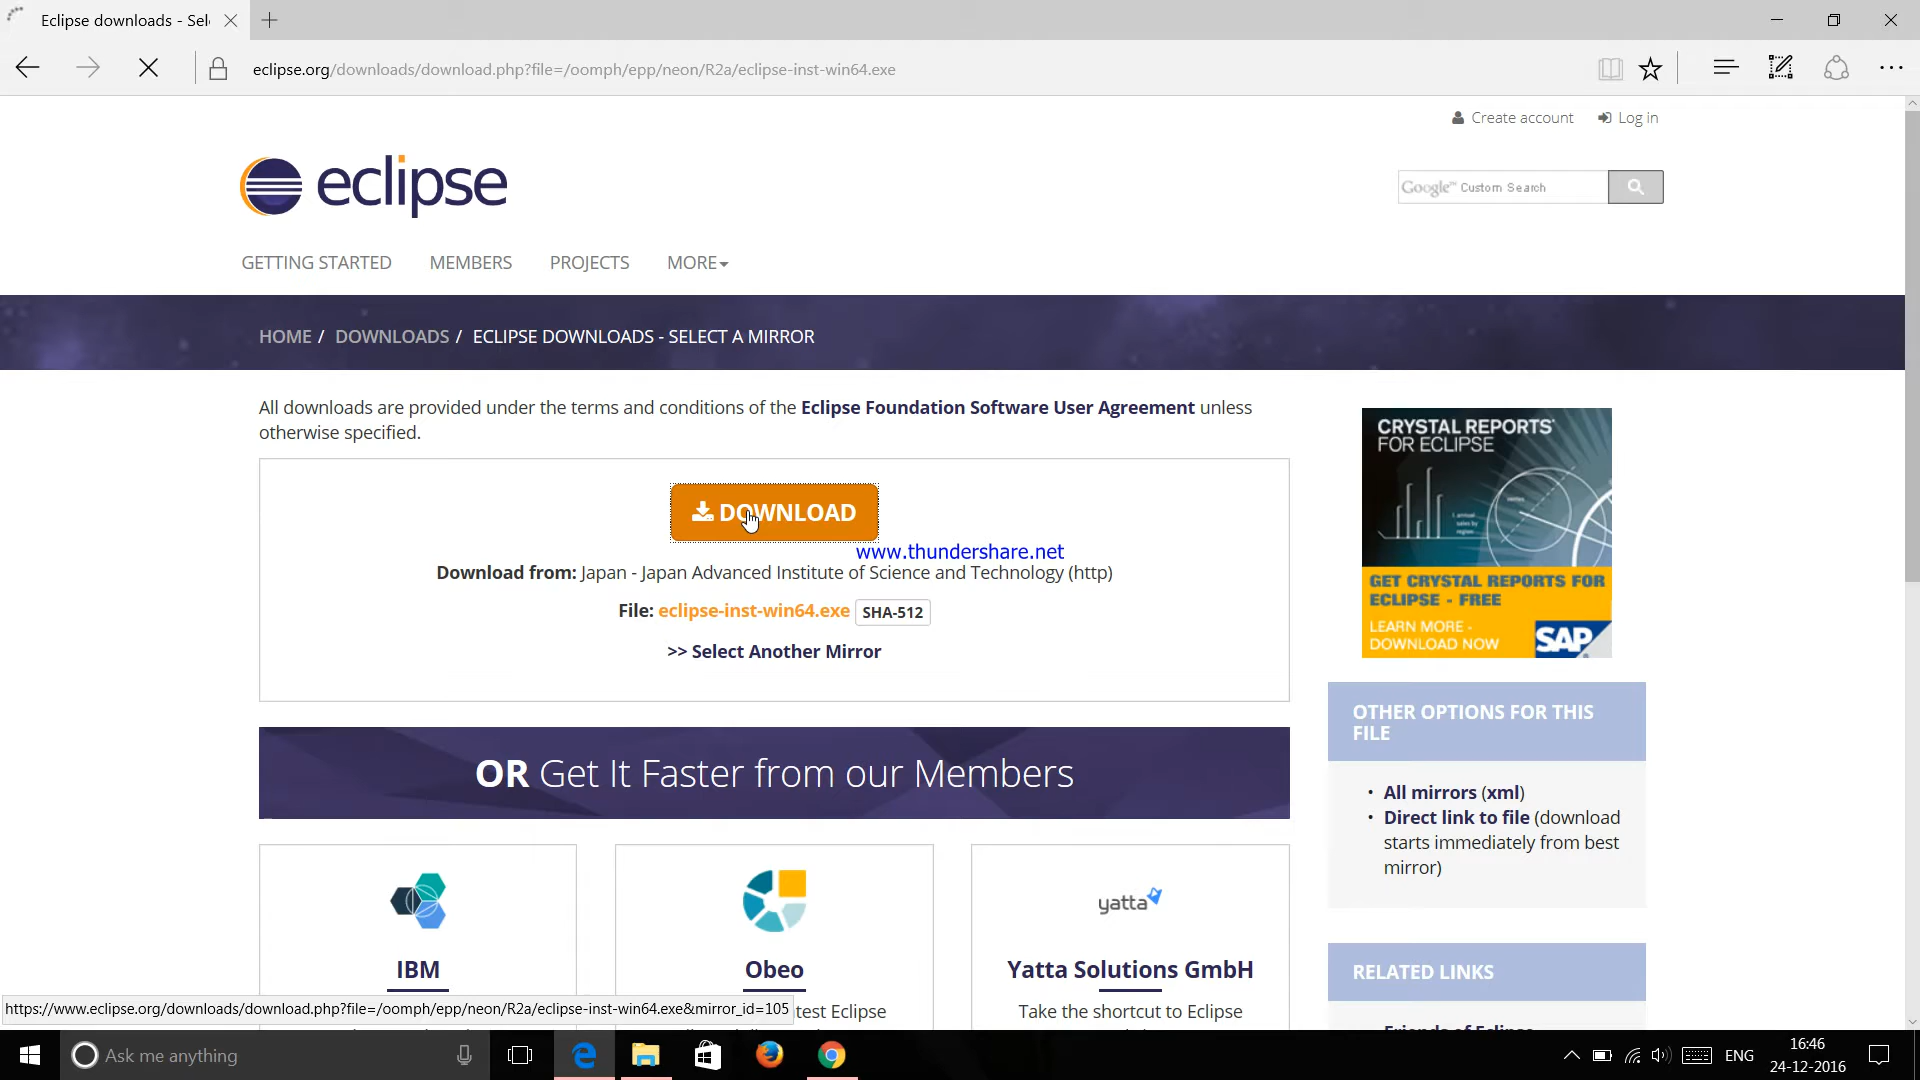 Eclipse downloads - Sel
eclipse.org/downloads/download.php?file=/oomph/epp/neon/R2a/eclipse-inst-win64.exe
Create account Log in
eclipse
Google™ Custom Search
GETTING STARTED MEMBERS PROJECTS MORE
HOME / DOWNLOADS / ECLIPSE DOWNLOADS - SELECT A MIRROR
All downloads are provided under the terms and conditions of the Eclipse Foundation Software User Agreement unless
otherwise specified.
DOWNLOAD
www.thundershare.net
Download from: Japan - Japan Advanced Institute of Science and Technology (http)
File: eclipse-inst-win64.exe SHA-512
>> Select Another Mirror
CRYSTAL REPORTS
FOR ECLIPSE
GET CRYSTAL REPORTS FOR
ECLIPSE - FREE
LEARN MORE -
DOWNLOAD NOW
SAP
OTHER OPTIONS FOR THIS
FILE
• All mirrors (xml)
• Direct link to file (download
starts immediately from best
mirror)
RELATED LINKS
Friends of Eclipse
OR Get It Faster from our Members
IBM
Obeo
test Eclipse
yatta
Yatta Solutions GmbH
Take the shortcut to Eclipse
https://www.eclipse.org/downloads/download.php?file=/oomph/epp/neon/R2a/eclipse-inst-win64.exe&mirror_id=105
Ask me anything
ENG
16:46
24-12-2016